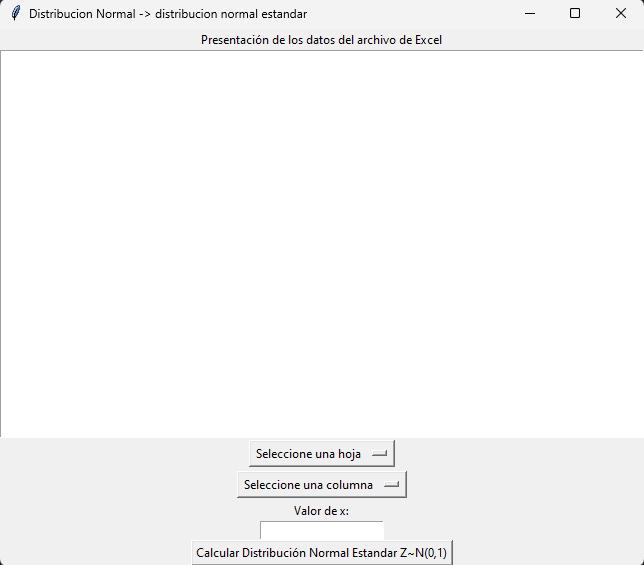 Distribucion Normal -> distribucion normal estandar
Presentación de los datos del archivo de Excel
Seleccione una hoja
Seleccione una columna
Valor de x:
Calcular Distribución Normal Estandar Z~N(0,1)